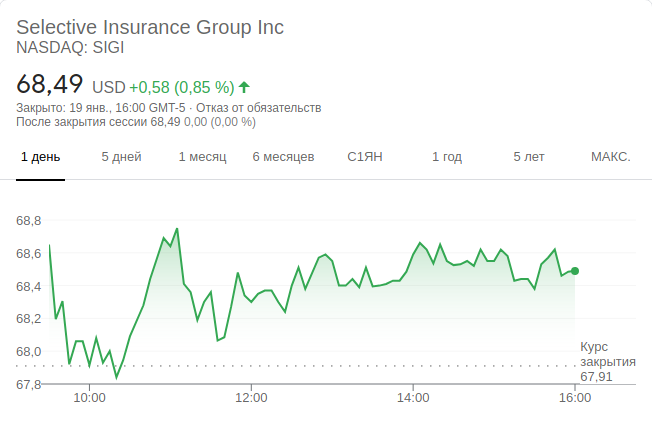 Selective Insurance Group Inc
NASDAQ: SIGI
68,49 USD +0,58 (0,85 %)
Закрыто: 19 янв., 16:00 GMT-5 · Отказ от обязательств
После закрытия сессии 68,49 0,00 (0,00 %)
1 день 5 дней 1 месяц 6 месяцев С1ЯН 1 год 5 лет МАКС.
68,8
68,6
68,4
68,2
68,0
67,8
Курс
закрытия
67,91
10:00 12:00 14:00 16:00